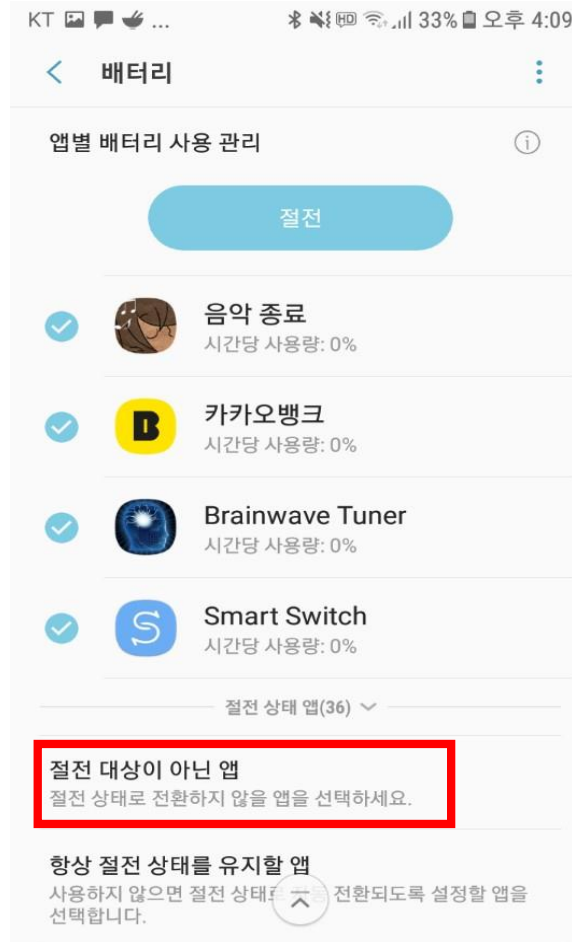 KT ... HD 33% 오후 4:09
배터리
앱별 배터리 사용 관리
절전
음악 종료
시간당 사용량: 0%
카카오뱅크
시간당 사용량: 0%
Brainwave Tuner
시간당 사용량: 0%
Smart Switch
시간당 사용량: 0%
절전 상태 앱(36)
절전 대상이 아닌 앱
절전 상태로 전환하지 않을 앱을 선택하세요.
항상 절전 상태를 유지할 앱
사용하지 않으면 절전 상태로 전환되도록 설정할 앱을
선택합니다.